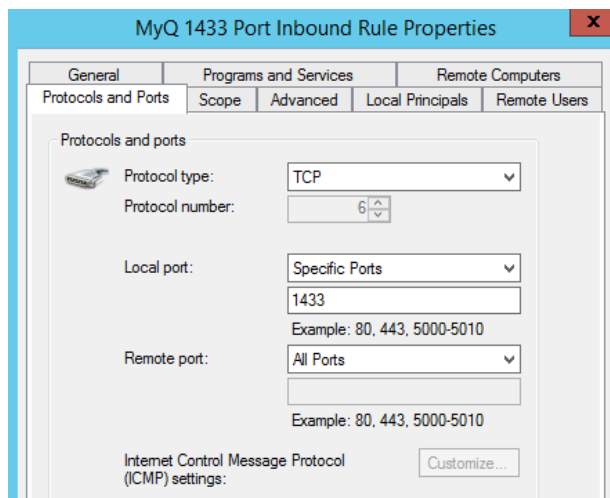 MyQ 1433 Port Inbound Rule Properties
x
General
Programs and Services
Remote Computers
Protocols and Ports
Scope
Advanced
Local Principals
Remote Users
Protocols and ports
Protocol type:
TCP
Protocol number:
6
Local port:
Specific Ports
1433
Example: 80, 443, 5000-5010
Remote port:
All Ports
Example: 80, 443, 5000-5010
Internet Control Message Protocol
(ICMP) settings:
Customize...